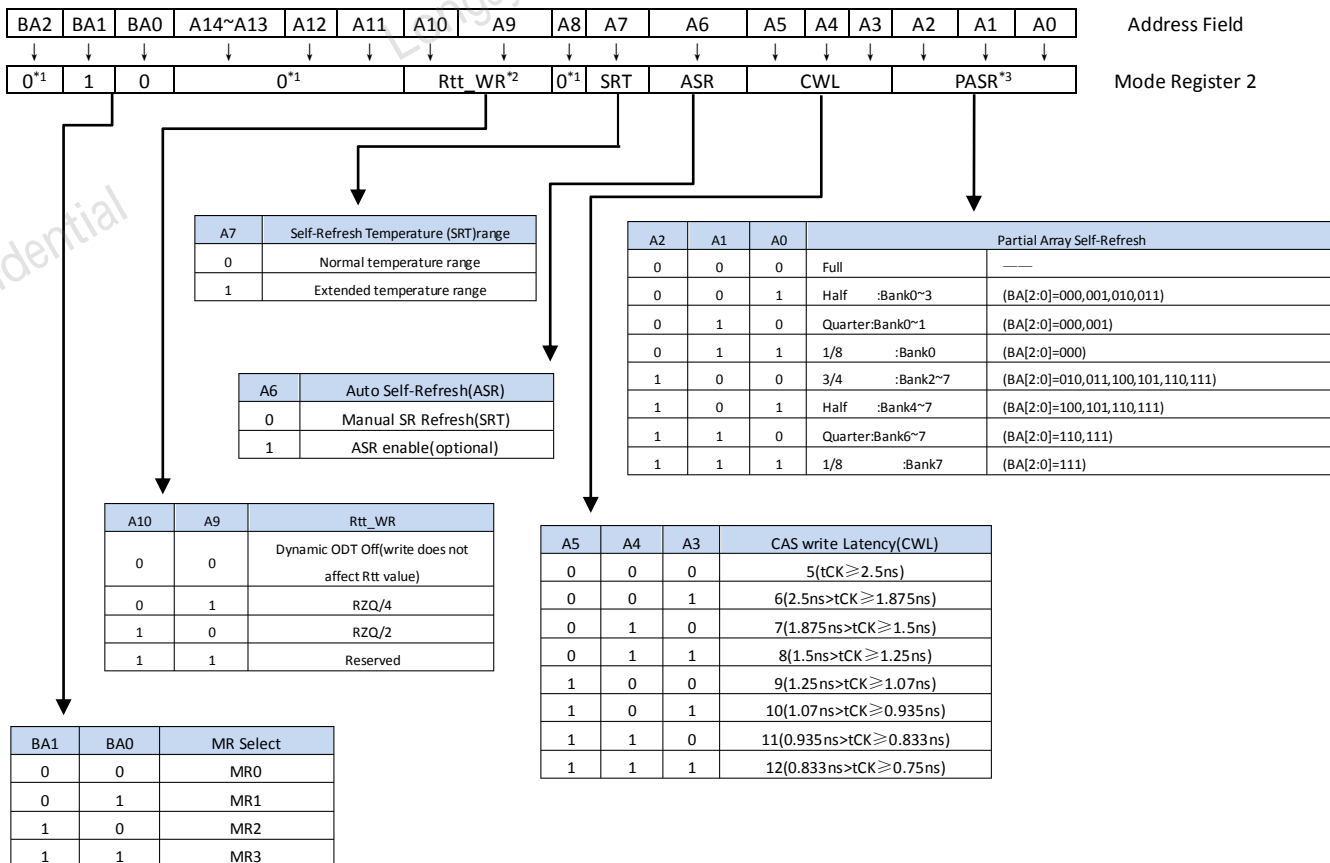 BA2 BA1 BA0 A14~A13 A12 A11 A10 A9 A8 A7 A6 A5 A4 A3 A2 A1 A0 Address Field
0*1 1 0 0*1 Rtt_WR*2 0*1 SRT ASR CWL PASR*3 Mode Register 2
A7 Self-Refresh Temperature (SRT)range
0 Normal temperature range
1 Extended temperature range
A2 A1 A0 Partial Array Self-Refresh
0 0 0 Full ——
0 0 1 Half :Bank0~3 (BA[2:0]=000,001,010,011)
0 1 0 Quarter:Bank0~1 (BA[2:0]=000,001)
0 1 1 1/8 :Bank0 (BA[2:0]=000)
1 0 0 3/4 :Bank2~7 (BA[2:0]=010,011,100,101,110,111)
1 0 1 Half :Bank4~7 (BA[2:0]=100,101,110,111)
1 1 0 Quarter:Bank6~7 (BA[2:0]=110,111)
1 1 1 1/8 :Bank7 (BA[2:0]=111)
A6 Auto Self-Refresh(ASR)
0 Manual SR Refresh(SRT)
1 ASR enable(optional)
A10 A9 Rtt_WR
0 0 Dynamic ODT Off(write does not
affect Rtt value)
0 1 RZQ/4
1 0 RZQ/2
1 1 Reserved
A5 A4 A3 CAS write Latency(CWL)
0 0 0 5(tCK≥2.5ns)
0 0 1 6(2.5ns>tCK≥1.875ns)
0 1 0 7(1.875ns>tCK≥1.5ns)
0 1 1 8(1.5ns>tCK≥1.25ns)
1 0 0 9(1.25ns>tCK≥1.07ns)
1 0 1 10(1.07ns>tCK≥0.935ns)
1 1 0 11(0.935ns>tCK≥0.833ns)
1 1 1 12(0.833ns>tCK≥0.75ns)
BA1 BA0 MR Select
0 0 MR0
0 1 MR1
1 0 MR2
1 1 MR3